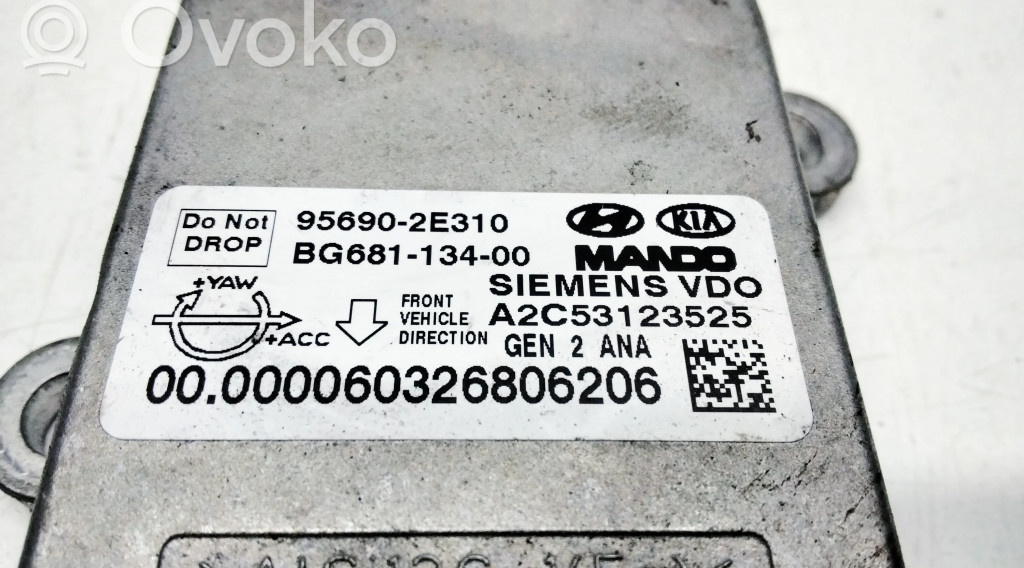 Ovoko
Do Not
DROP
95690-2E310
BG681-134-00
KIA
MANDO
SIEMENS VDO
A2C53123525
GEN 2 ANA
+YAW
+ACC
FRONT
VEHICLE
DIRECTION
00.000060326806206